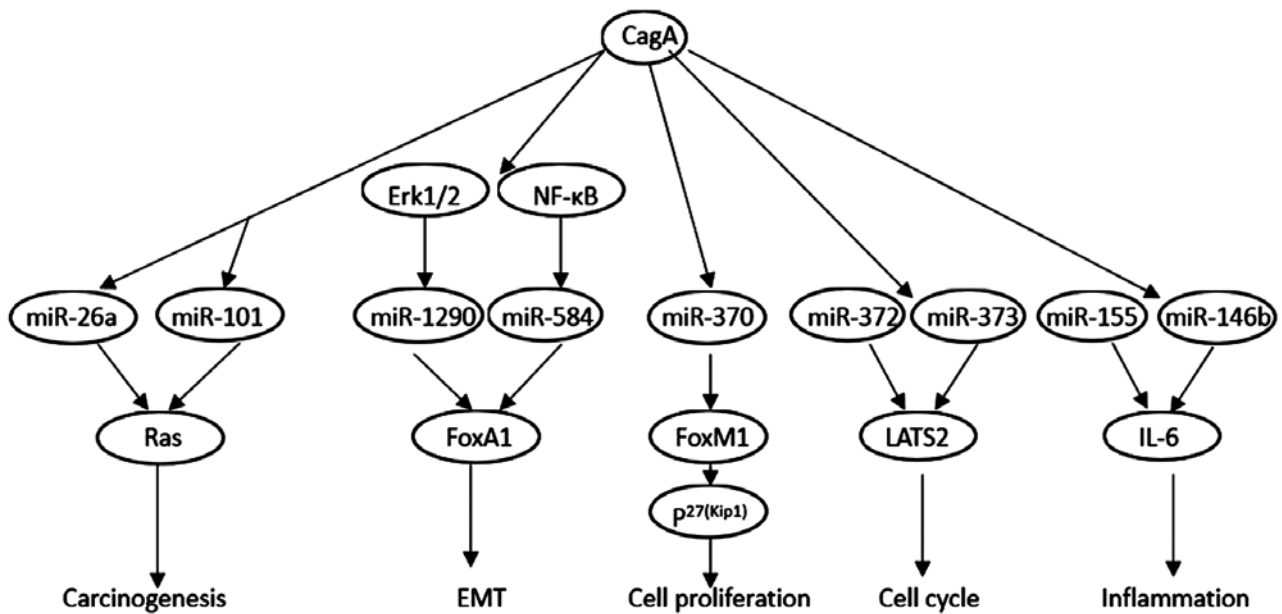 CagA
Erk1/2 NF-κB
miR-26a miR-101 miR-1290 miR-584 miR-370 miR-372 miR-373 miR-155 miR-146b
Ras FoxA1 FoxM1 LATS2 IL-6
P27(Kip1)
Carcinogenesis EMT Cell proliferation Cell cycle Inflammation